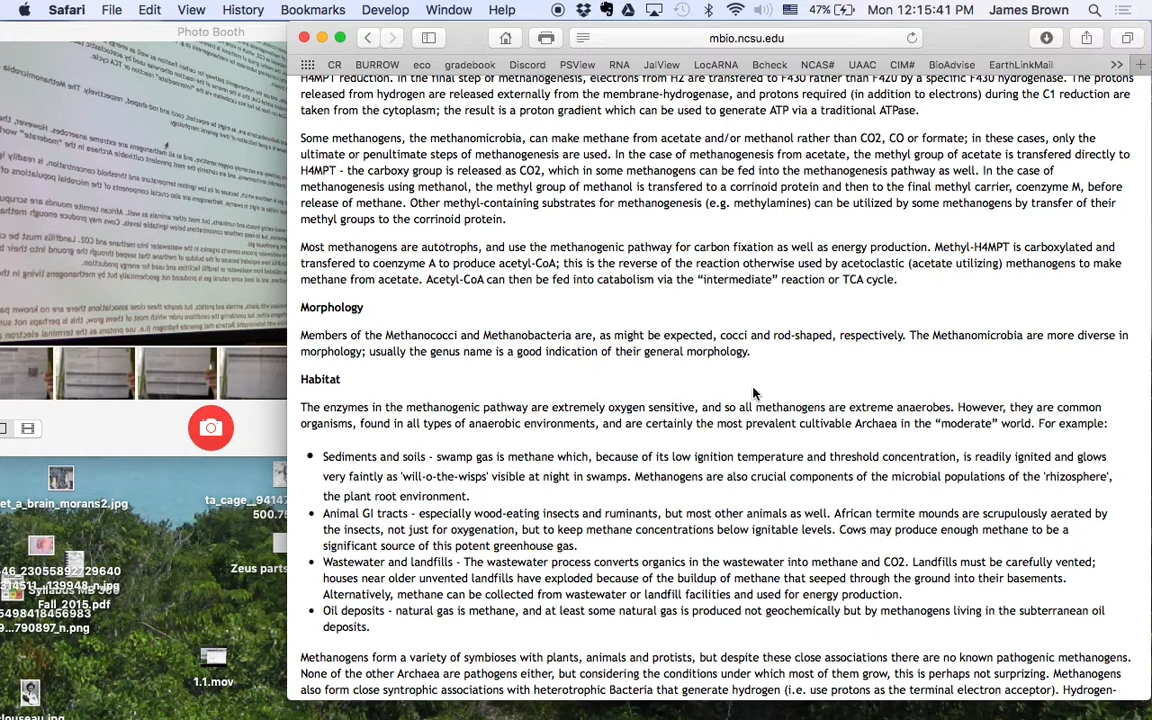 Safari File Edit View History Bookmarks Develop Window Help 47% Mon 12:15:41 PM James Brown
Photo Booth
mbio.ncsu.edu
CR BURROW eco gradebook Discord PSView RNA JalView LocARNA Bcheck NCAS# UAAC CIM# BioAdvise EarthLinkMail >>
H4MPT reduction. In the final step of methanogenesis, electrons from H2 are transfered to F430 rather than F420 by a specific F430 hydrogenase. The protons
released from hydrogen are released externally from the membrane-hydrogenase, and protons required (in addition to electrons) during the C1 reduction are
taken from the cytoplasm; the result is a proton gradient which can be used to generate ATP via a traditional ATPase.
Some methanogens, the methanomicrobia, can make methane from acetate and/or methanol rather than CO2, CO or formate; in these cases, only the
ultimate or penultimate steps of methanogenesis are used. In the case of methanogenesis from acetate, the methyl group of acetate is transfered directly to
H4MPT - the carboxy group is released as CO2, which in some methanogens can be fed into the methanogenesis pathway as well. In the case of
methanogenesis using methanol, the methyl group of methanol is transfered to a corrinoid protein and then to the final methyl carrier, coenzyme M, before
release of methane. Other methyl-containing substrates for methanogenesis (e.g. methylamines) can be utilized by some methanogens by transfer of their
methyl groups to the corrinoid protein.
Most methanogens are autotrophs, and use the methanogenic pathway for carbon fixation as well as energy production. Methyl-H4MPT is carboxylated and
transfered to coenzyme A to produce acetyl-CoA; this is the reverse of the reaction otherwise used by acetoclastic (acetate utilizing) methanogens to make
methane from acetate. Acetyl-CoA can then be fed into catabolism via the “intermediate” reaction or TCA cycle.
Morphology
Members of the Methanococci and Methanobacteria are, as might be expected, cocci and rod-shaped, respectively. The Methanomicrobia are more diverse in
morphology; usually the genus name is a good indication of their general morphology.
Habitat
The enzymes in the methanogenic pathway are extremely oxygen sensitive, and so all methanogens are extreme anaerobes. However, they are common
organisms, found in all types of anaerobic environments, and are certainly the most prevalent cultivable Archaea in the “moderate” world. For example:
• Sediments and soils - swamp gas is methane which, because of its low ignition temperature and threshold concentration, is readily ignited and glows
very faintly as 'will-o-the-wisps' visible at night in swamps. Methanogens are also crucial components of the microbial populations of the 'rhizosphere',
the plant root environment.
• Animal GI tracts - especially wood-eating insects and ruminants, but most other animals as well. African termite mounds are scrupulously aerated by
the insects, not just for oxygenation, but to keep methane concentrations below ignitable levels. Cows may produce enough methane to be a
significant source of this potent greenhouse gas.
• Wastewater and landfills - The wastewater process converts organics in the wastewater into methane and CO2. Landfills must be carefully vented;
houses near older unvented landfills have exploded because of the buildup of methane that seeped through the ground into their basements.
Alternatively, methane can be collected from wastewater or landfill facilities and used for energy production.
• Oil deposits - natural gas is methane, and at least some natural gas is produced not geochemically but by methanogens living in the subterranean oil
deposits.
Methanogens form a variety of symbioses with plants, animals and protists, but despite these close associations there are no known pathogenic methanogens.
None of the other Archaea are pathogens either, but considering the conditions under which most of them grow, this is perhaps not surprising. Methanogens
also form close syntrophic associations with heterotrophic Bacteria that generate hydrogen (i.e. use protons as the terminal electron acceptor). Hydrogen-
et_a_brain_morans2.jpg
ta_cage_94147
500.75
Zeus parts
Fall_2015.pdf
5498418456983
0...790897_n.png
1.1.mov